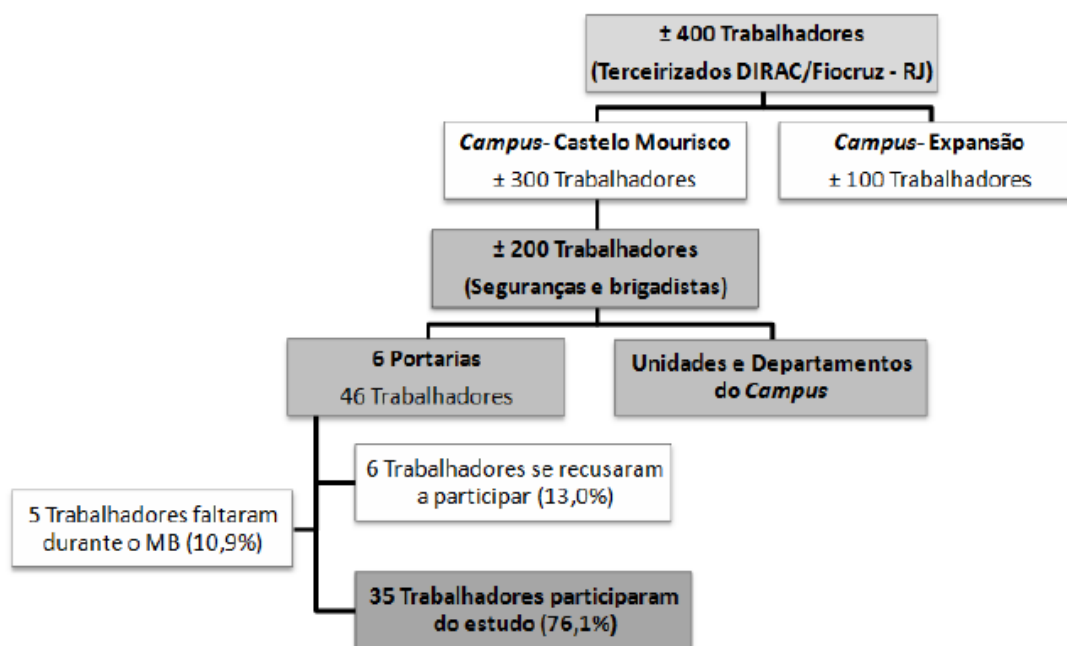 ± 400 Trabalhadores
(Terceirizados DIRAC/Fiocruz - RJ)
Campus- Castelo Mourisco
± 300 Trabalhadores
Campus- Expansão
± 100 Trabalhadores
± 200 Trabalhadores
(Seguranças e brigadistas)
6 Portarias
46 Trabalhadores
Unidades e Departamentos
do Campus
6 Trabalhadores se recusaram
a participar (13,0%)
5 Trabalhadores faltaram
durante o MB (10,9%)
35 Trabalhadores participaram
do estudo (76,1%)